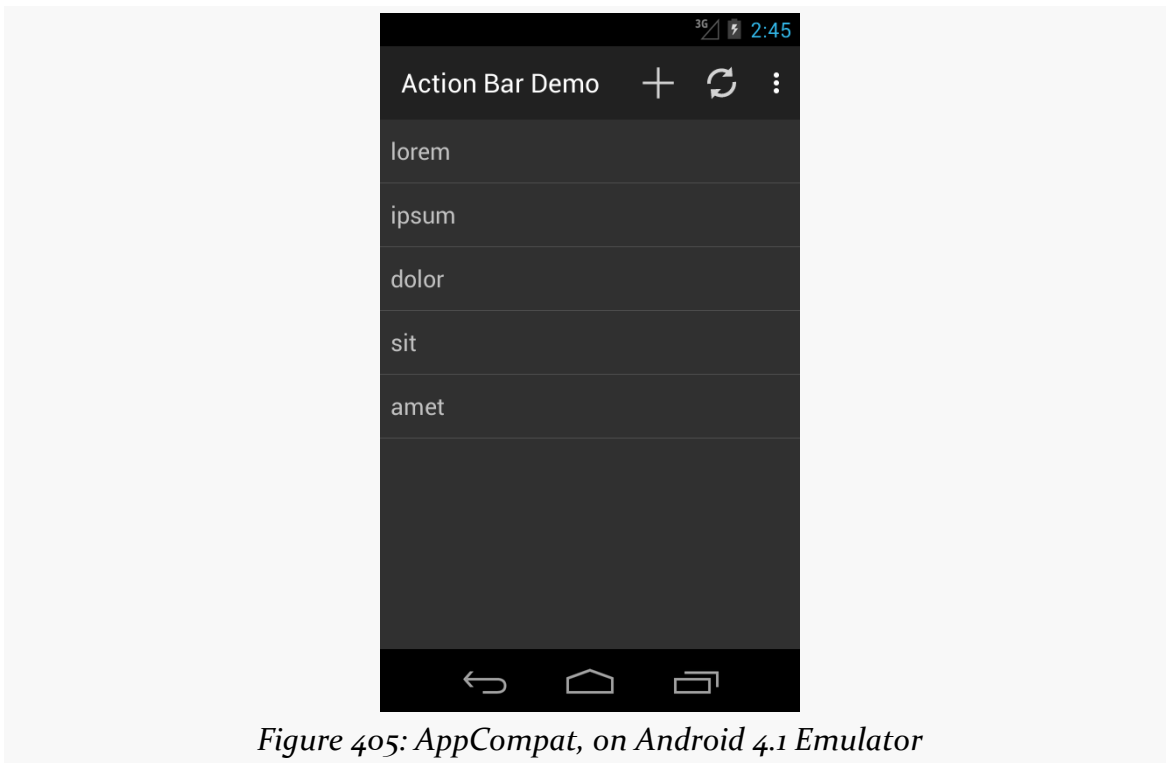 3G 2:45
Action Bar Demo
lorem
ipsum
dolor
sit
amet
Figure 405: AppCompat, on Android 4.1 Emulator